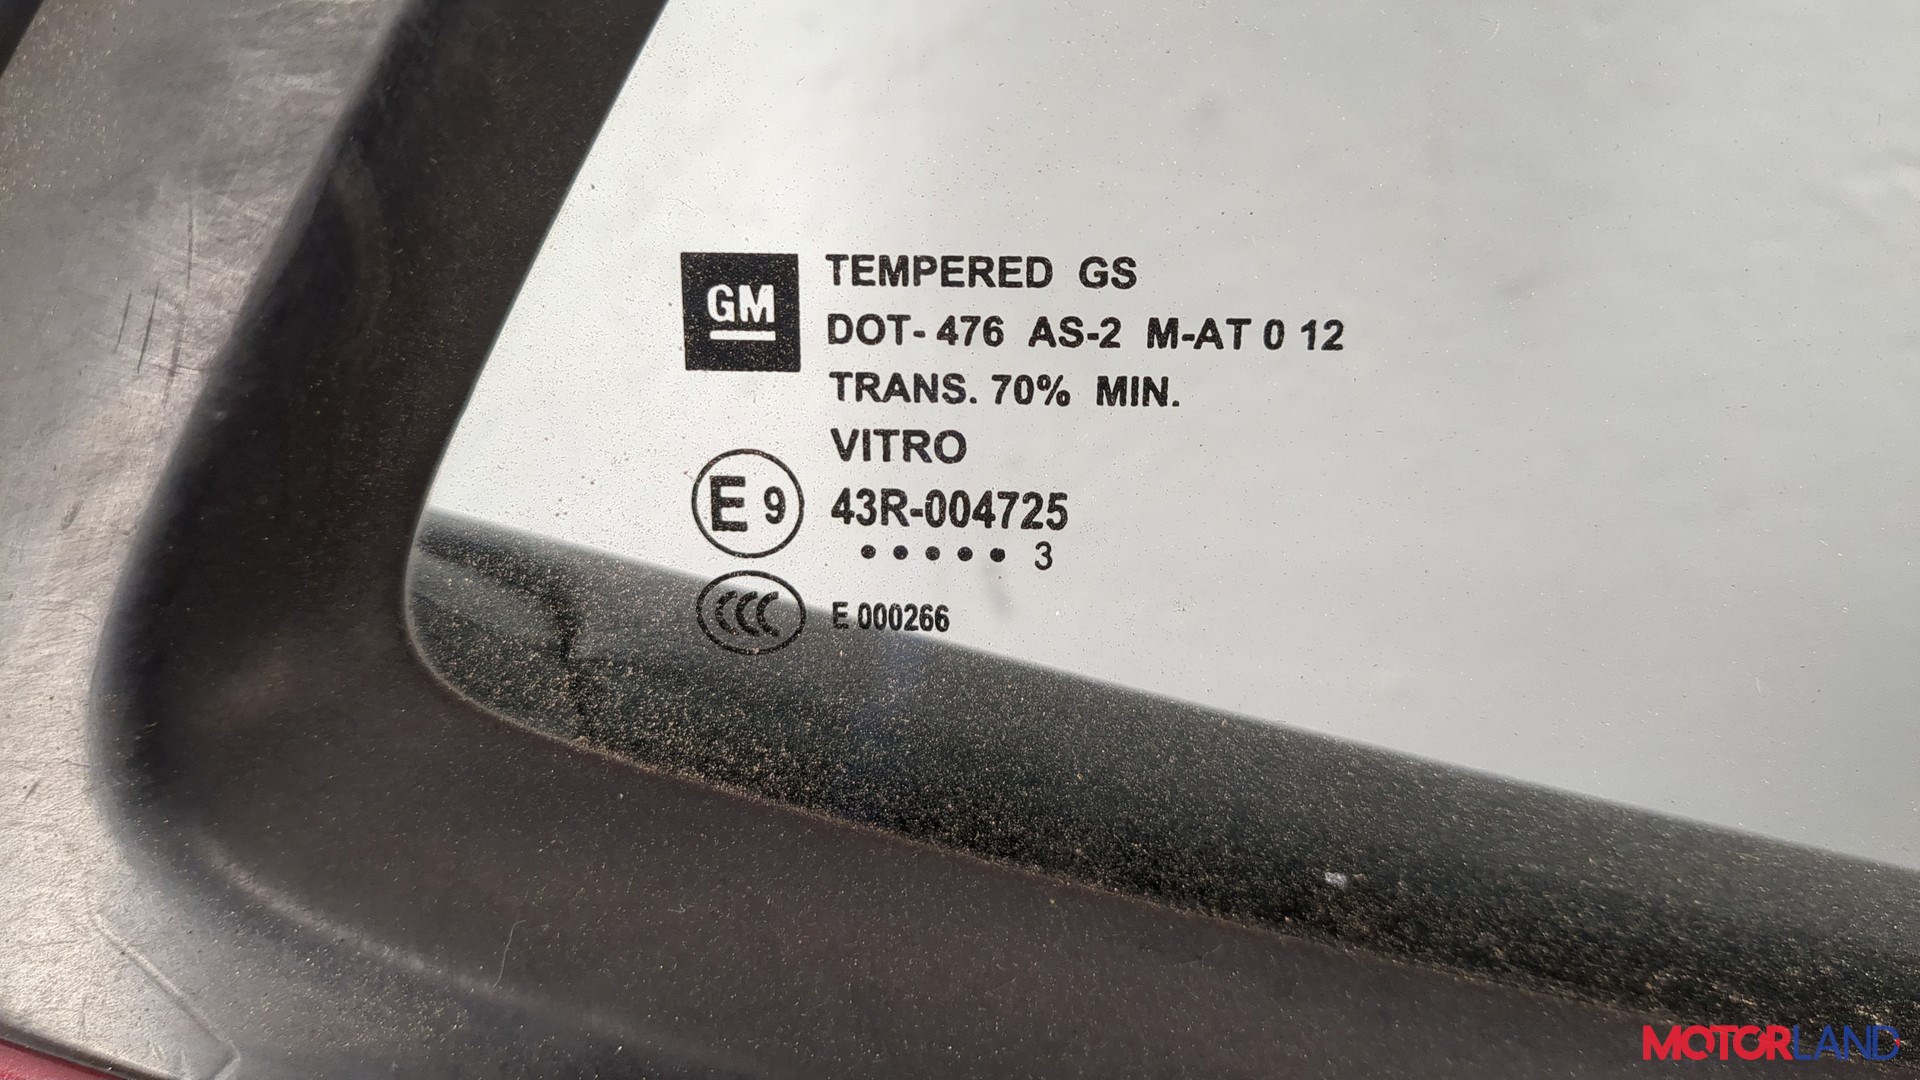 GM
TEMPERED GS
DOT- 476 AS-2 M-AT 0 12
TRANS. 70% MIN.
VITRO
E 9 43R-004725
• • • • • 3
CCC E 000266
MOTORLAND